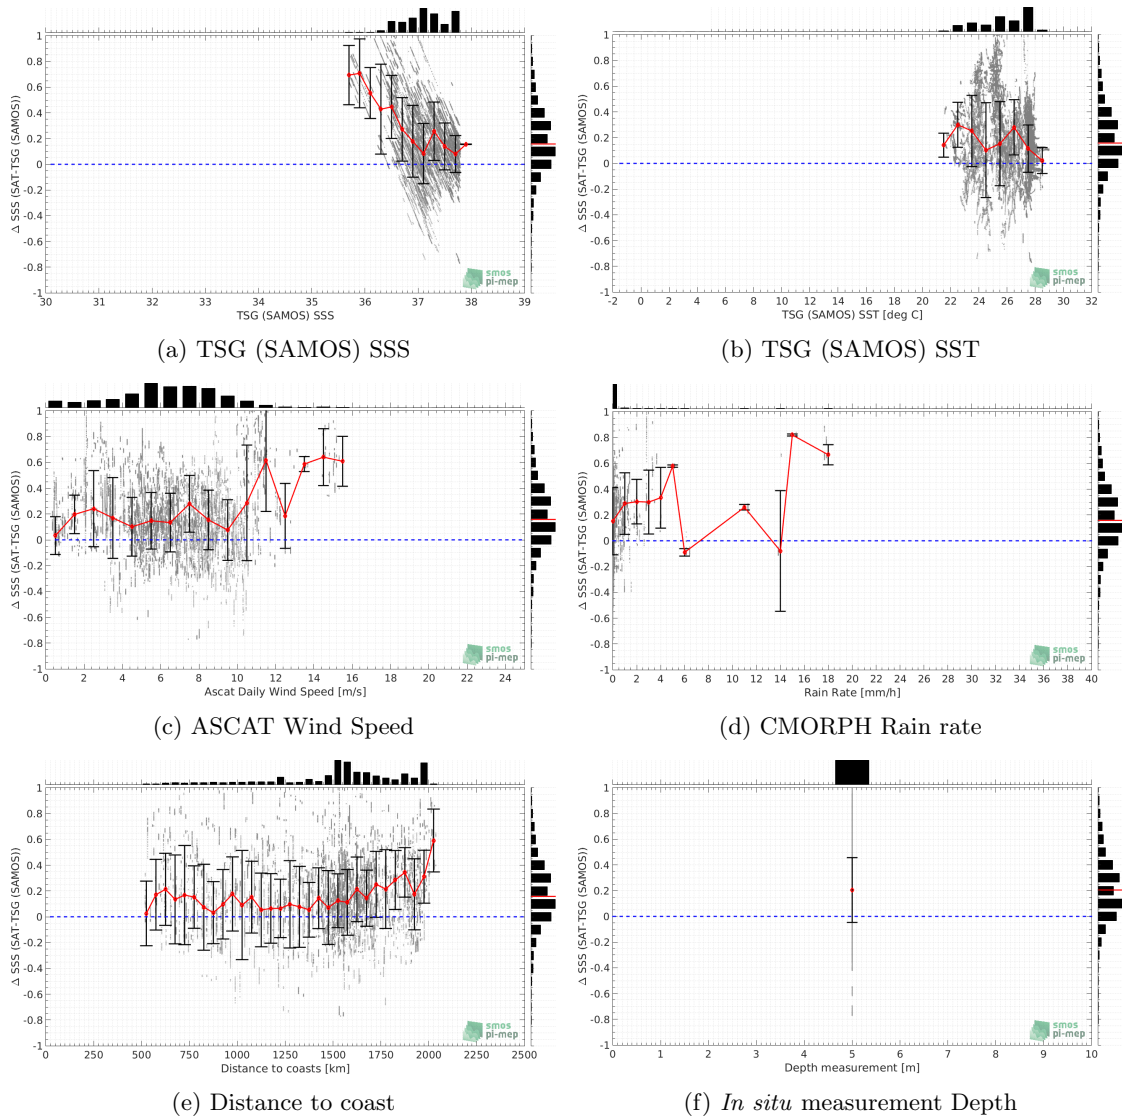 Δ SSS (SAT-TSG (SAMOS))
1
0.8
0.6
0.4
0.2
0
-0.2
-0.4
-0.6
-0.8
-1
30 31 32 33 34 35 36 37 38 39
TSG (SAMOS) SSS
smos
pi-mep
(a) TSG (SAMOS) SSS
Δ SSS (SAT-TSG (SAMOS))
1
0.8
0.6
0.4
0.2
0
-0.2
-0.4
-0.6
-0.8
-1
-2 0 2 4 6 8 10 12 14 16 18 20 22 24 26 28 30 32
TSG (SAMOS) SST [deg C]
smos
pi-mep
(b) TSG (SAMOS) SST
Δ SSS (SAT-TSG (SAMOS))
1
0.8
0.6
0.4
0.2
0
-0.2
-0.4
-0.6
-0.8
-1
0 2 4 6 8 10 12 14 16 18 20 22 24
Ascat Daily Wind Speed [m/s]
smos
pi-mep
(c) ASCAT Wind Speed
Δ SSS (SAT-TSG (SAMOS))
1
0.8
0.6
0.4
0.2
0
-0.2
-0.4
-0.6
-0.8
-1
0 2 4 6 8 10 12 14 16 18 20 22 24 26 28 30 32 34 36 38 40
Rain Rate [mm/h]
smos
pi-mep
(d) CMORPH Rain rate
Δ SSS (SAT-TSG (SAMOS))
1
0.8
0.6
0.4
0.2
0
-0.2
-0.4
-0.6
-0.8
-1
0 250 500 750 1000 1250 1500 1750 2000 2250 2500
Distance to coasts [km]
smos
pi-mep
(e) Distance to coast
Δ SSS (SAT-TSG (SAMOS))
1
0.8
0.6
0.4
0.2
0
-0.2
-0.4
-0.6
-0.8
-1
0 1 2 3 4 5 6 7 8 9 10
Depth measurement [m]
smos
pi-mep
(f) In situ measurement Depth